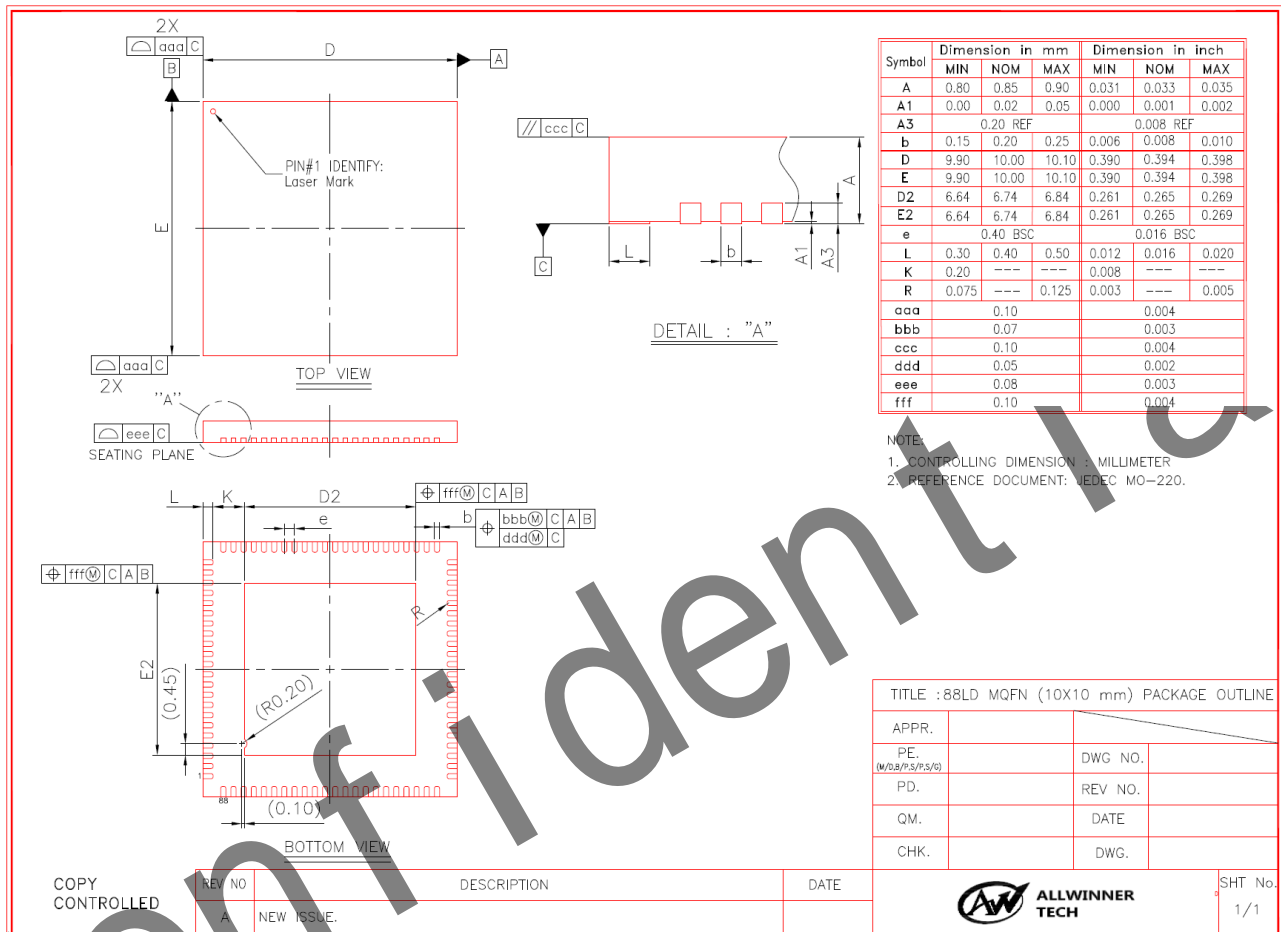 2X
aaa C
B
D
A
E
PIN#1 IDENTIFY:
Laser Mark
aaa C
2X
TOP VIEW
"A"
eee C
SEATING PLANE
// ccc C
A
C
L
b
A1
A3
DETAIL : "A"
Symbol Dimension in mm Dimension in inch
MIN NOM MAX MIN NOM MAX
A 0.80 0.85 0.90 0.031 0.033 0.035
A1 0.00 0.02 0.05 0.000 0.001 0.002
A3 0.20 REF 0.008 REF
b 0.15 0.20 0.25 0.006 0.008 0.010
D 9.90 10.00 10.10 0.390 0.394 0.398
E 9.90 10.00 10.10 0.390 0.394 0.398
D2 6.64 6.74 6.84 0.261 0.265 0.269
E2 6.64 6.74 6.84 0.261 0.265 0.269
e 0.40 BSC 0.016 BSC
L 0.30 0.40 0.50 0.012 0.016 0.020
K 0.20 --- --- 0.008 --- ---
R 0.075 --- 0.125 0.003 --- 0.005
aaa 0.10 0.004
bbb 0.07 0.003
ccc 0.10 0.004
ddd 0.05 0.002
eee 0.08 0.003
fff 0.10 0.004
NOTE:
1. CONTROLLING DIMENSION : MILLIMETER
2. REFERENCE DOCUMENT: JEDEC MO-220.
L K D2
fffⓂ C A B
e
b
bbbⓂ C A B
dddⓂ C
fffⓂ C A B
R
E2
(0.45)
(R0.20)
1
88
(0.10)
BOTTOM VIEW
onfidentia
TITLE :88LD MQFN (10X10 mm) PACKAGE OUTLINE
APPR.
PE.
(M/D,B/P,S/P,S/G)
DWG NO.
PD. REV NO.
QM. DATE
CHK. DWG.
COPY
CONTROLLED
REV NO DESCRIPTION DATE
A NEW ISSUE.
ALLWINNER
TECH
SHT No.
1/1